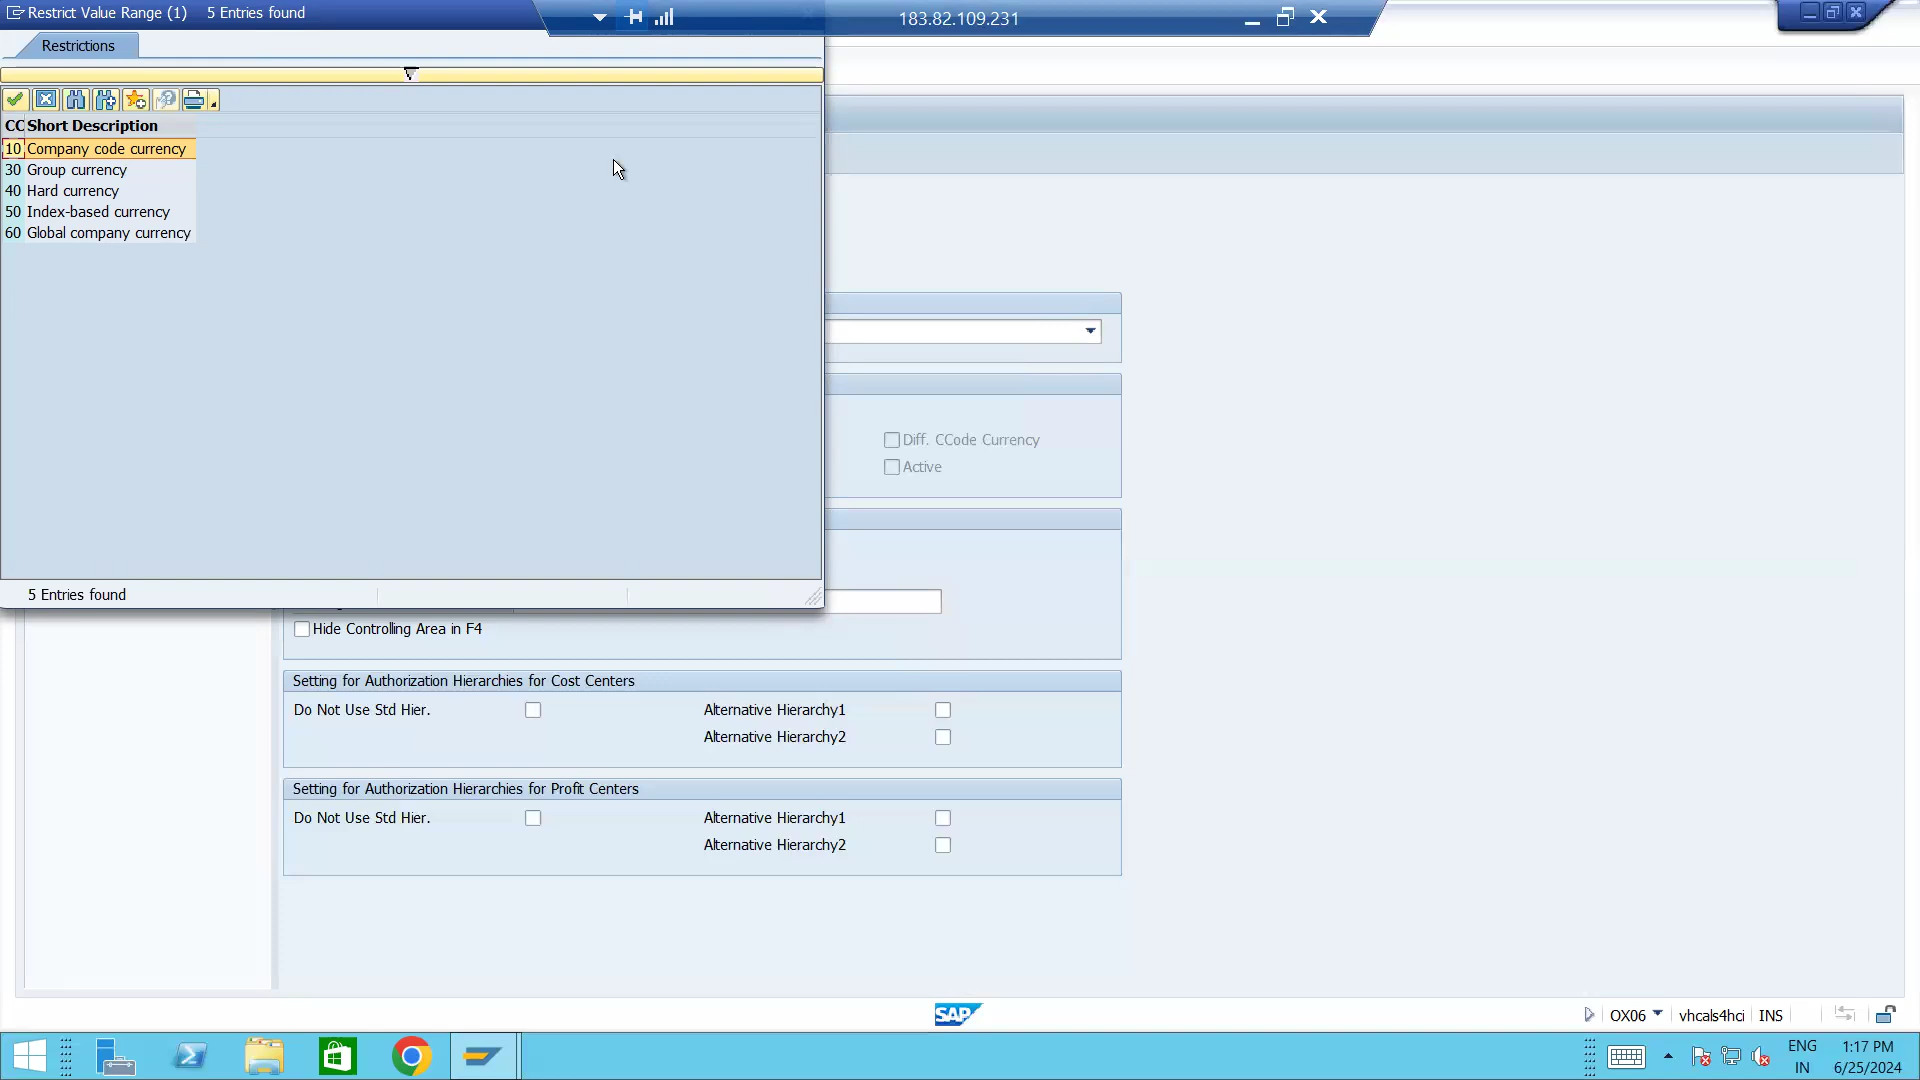 Restrict Value Range (1) 5 Entries found
183.82.109.231
Restrictions
CC Short Description
10 Company code currency
30 Group currency
40 Hard currency
50 Index-based currency
60 Global company currency
Diff. CCode Currency
Active
5 Entries found
Hide Controlling Area in F4
Setting for Authorization Hierarchies for Cost Centers
Do Not Use Std Hier. Alternative Hierarchy1
Alternative Hierarchy2
Setting for Authorization Hierarchies for Profit Centers
Do Not Use Std Hier. Alternative Hierarchy1
Alternative Hierarchy2
SAP
OX06 vhcals4hci INS
ENG 1:17 PM
IN 6/25/2024